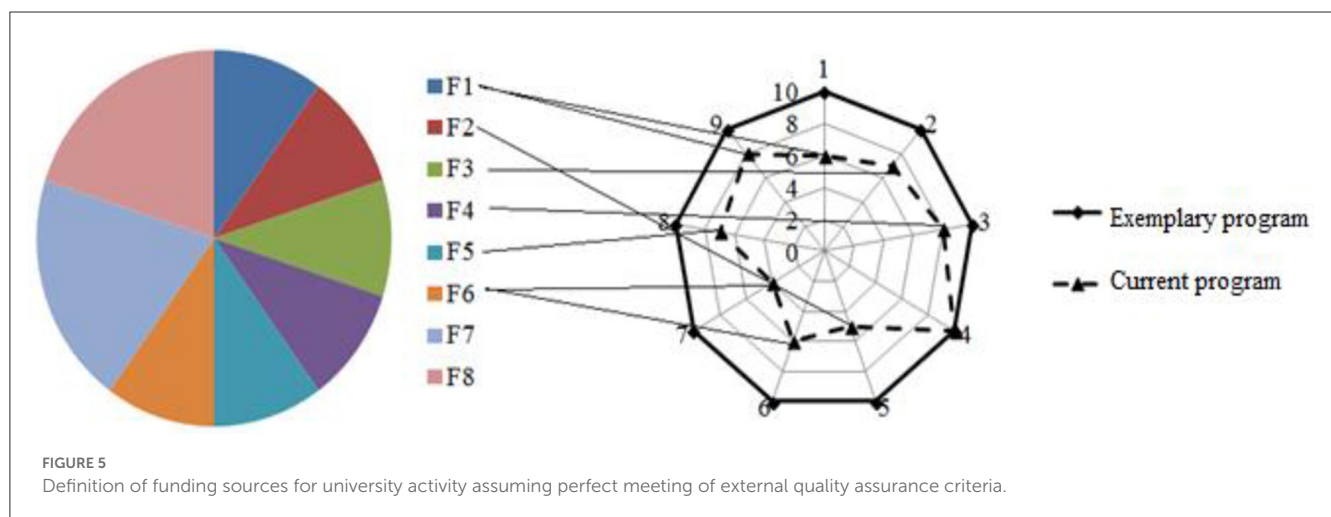 F1
F2
F3
F4
F5
F6
F7
F8
1
2
3
4
5
6
7
8
9
10
8
6
4
2
0
Exemplary program
Current program
FIGURE 5
Definition of funding sources for university activity assuming perfect meeting of external quality assurance criteria.